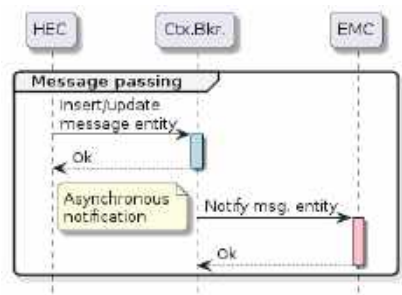 HEC
Ctx.Bkr.
EMC
Message passing
Insert/update
message entity
Ok
Asynchronous
notification
Notify msg. entity
Ok